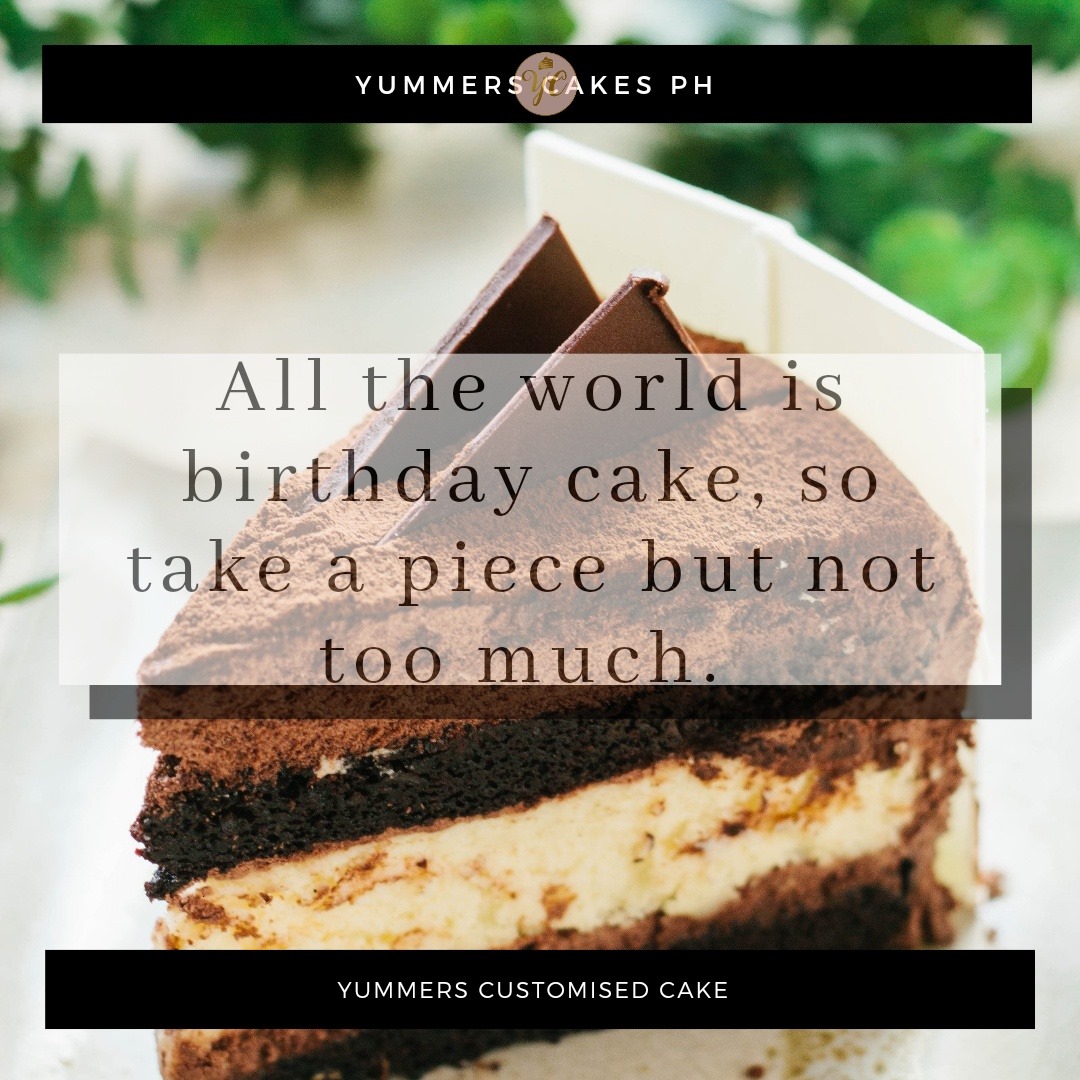 YUMMERS CAKES PH
YC
All the world is
birthday cake, so
take a piece but not
too much.
YUMMERS CUSTOMISED CAKE